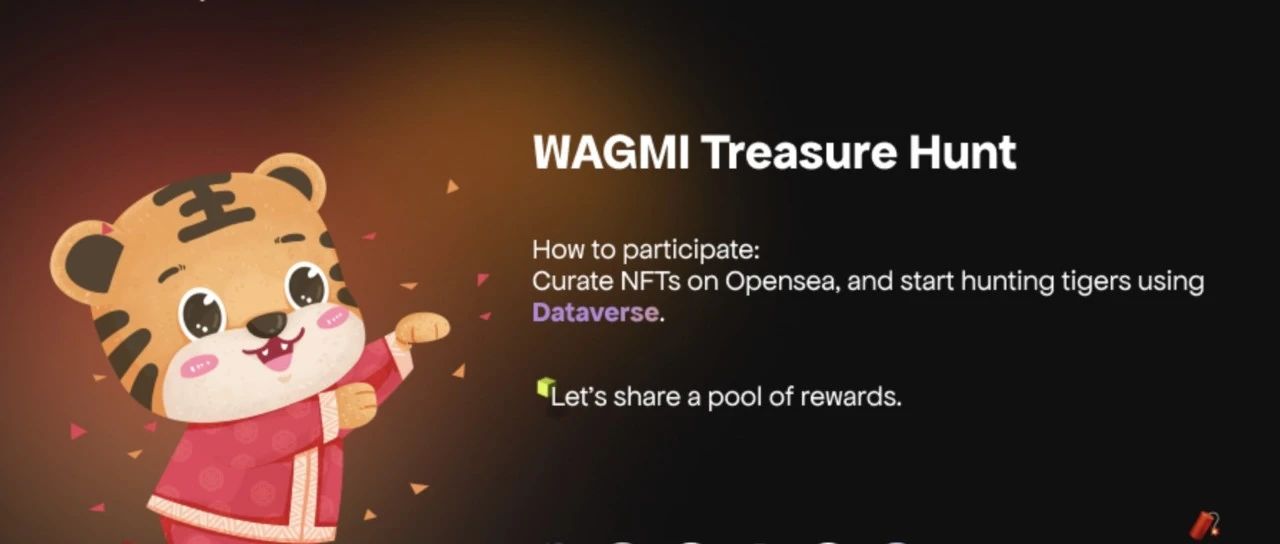 WAGMI Treasure Hunt
How to participate:
Curate NFTs on Opensea, and start hunting tigers using
Dataverse.
Let's share a pool of rewards.